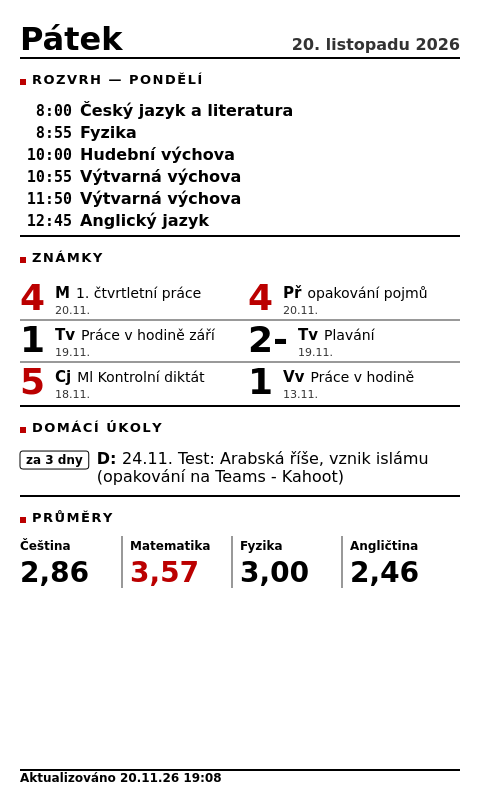 Pátek
20. listopadu 2026
ROZVRH — PONDĚLÍ
8:00 Český jazyk a literatura
8:55 Fyzika
10:00 Hudební výchova
10:55 Výtvarná výchova
11:50 Výtvarná výchova
12:45 Anglický jazyk
ZNÁMKY
4 M 1. čtvrtletní práce
20.11.
4 Př opakování pojmů
20.11.
1 Tv Práce v hodině září
19.11.
2- Tv Plavání
19.11.
5 Cj Ml Kontrolní diktát
18.11.
1 Vv Práce v hodině
13.11.
DOMÁCÍ ÚKOLY
za 3 dny D: 24.11. Test: Arabská říše, vznik islámu
(opakování na Teams - Kahoot)
PRŮMĚRY
Čeština Matematika Fyzika Angličtina
2,86 3,57 3,00 2,46
Aktualizováno 20.11.26 19:08